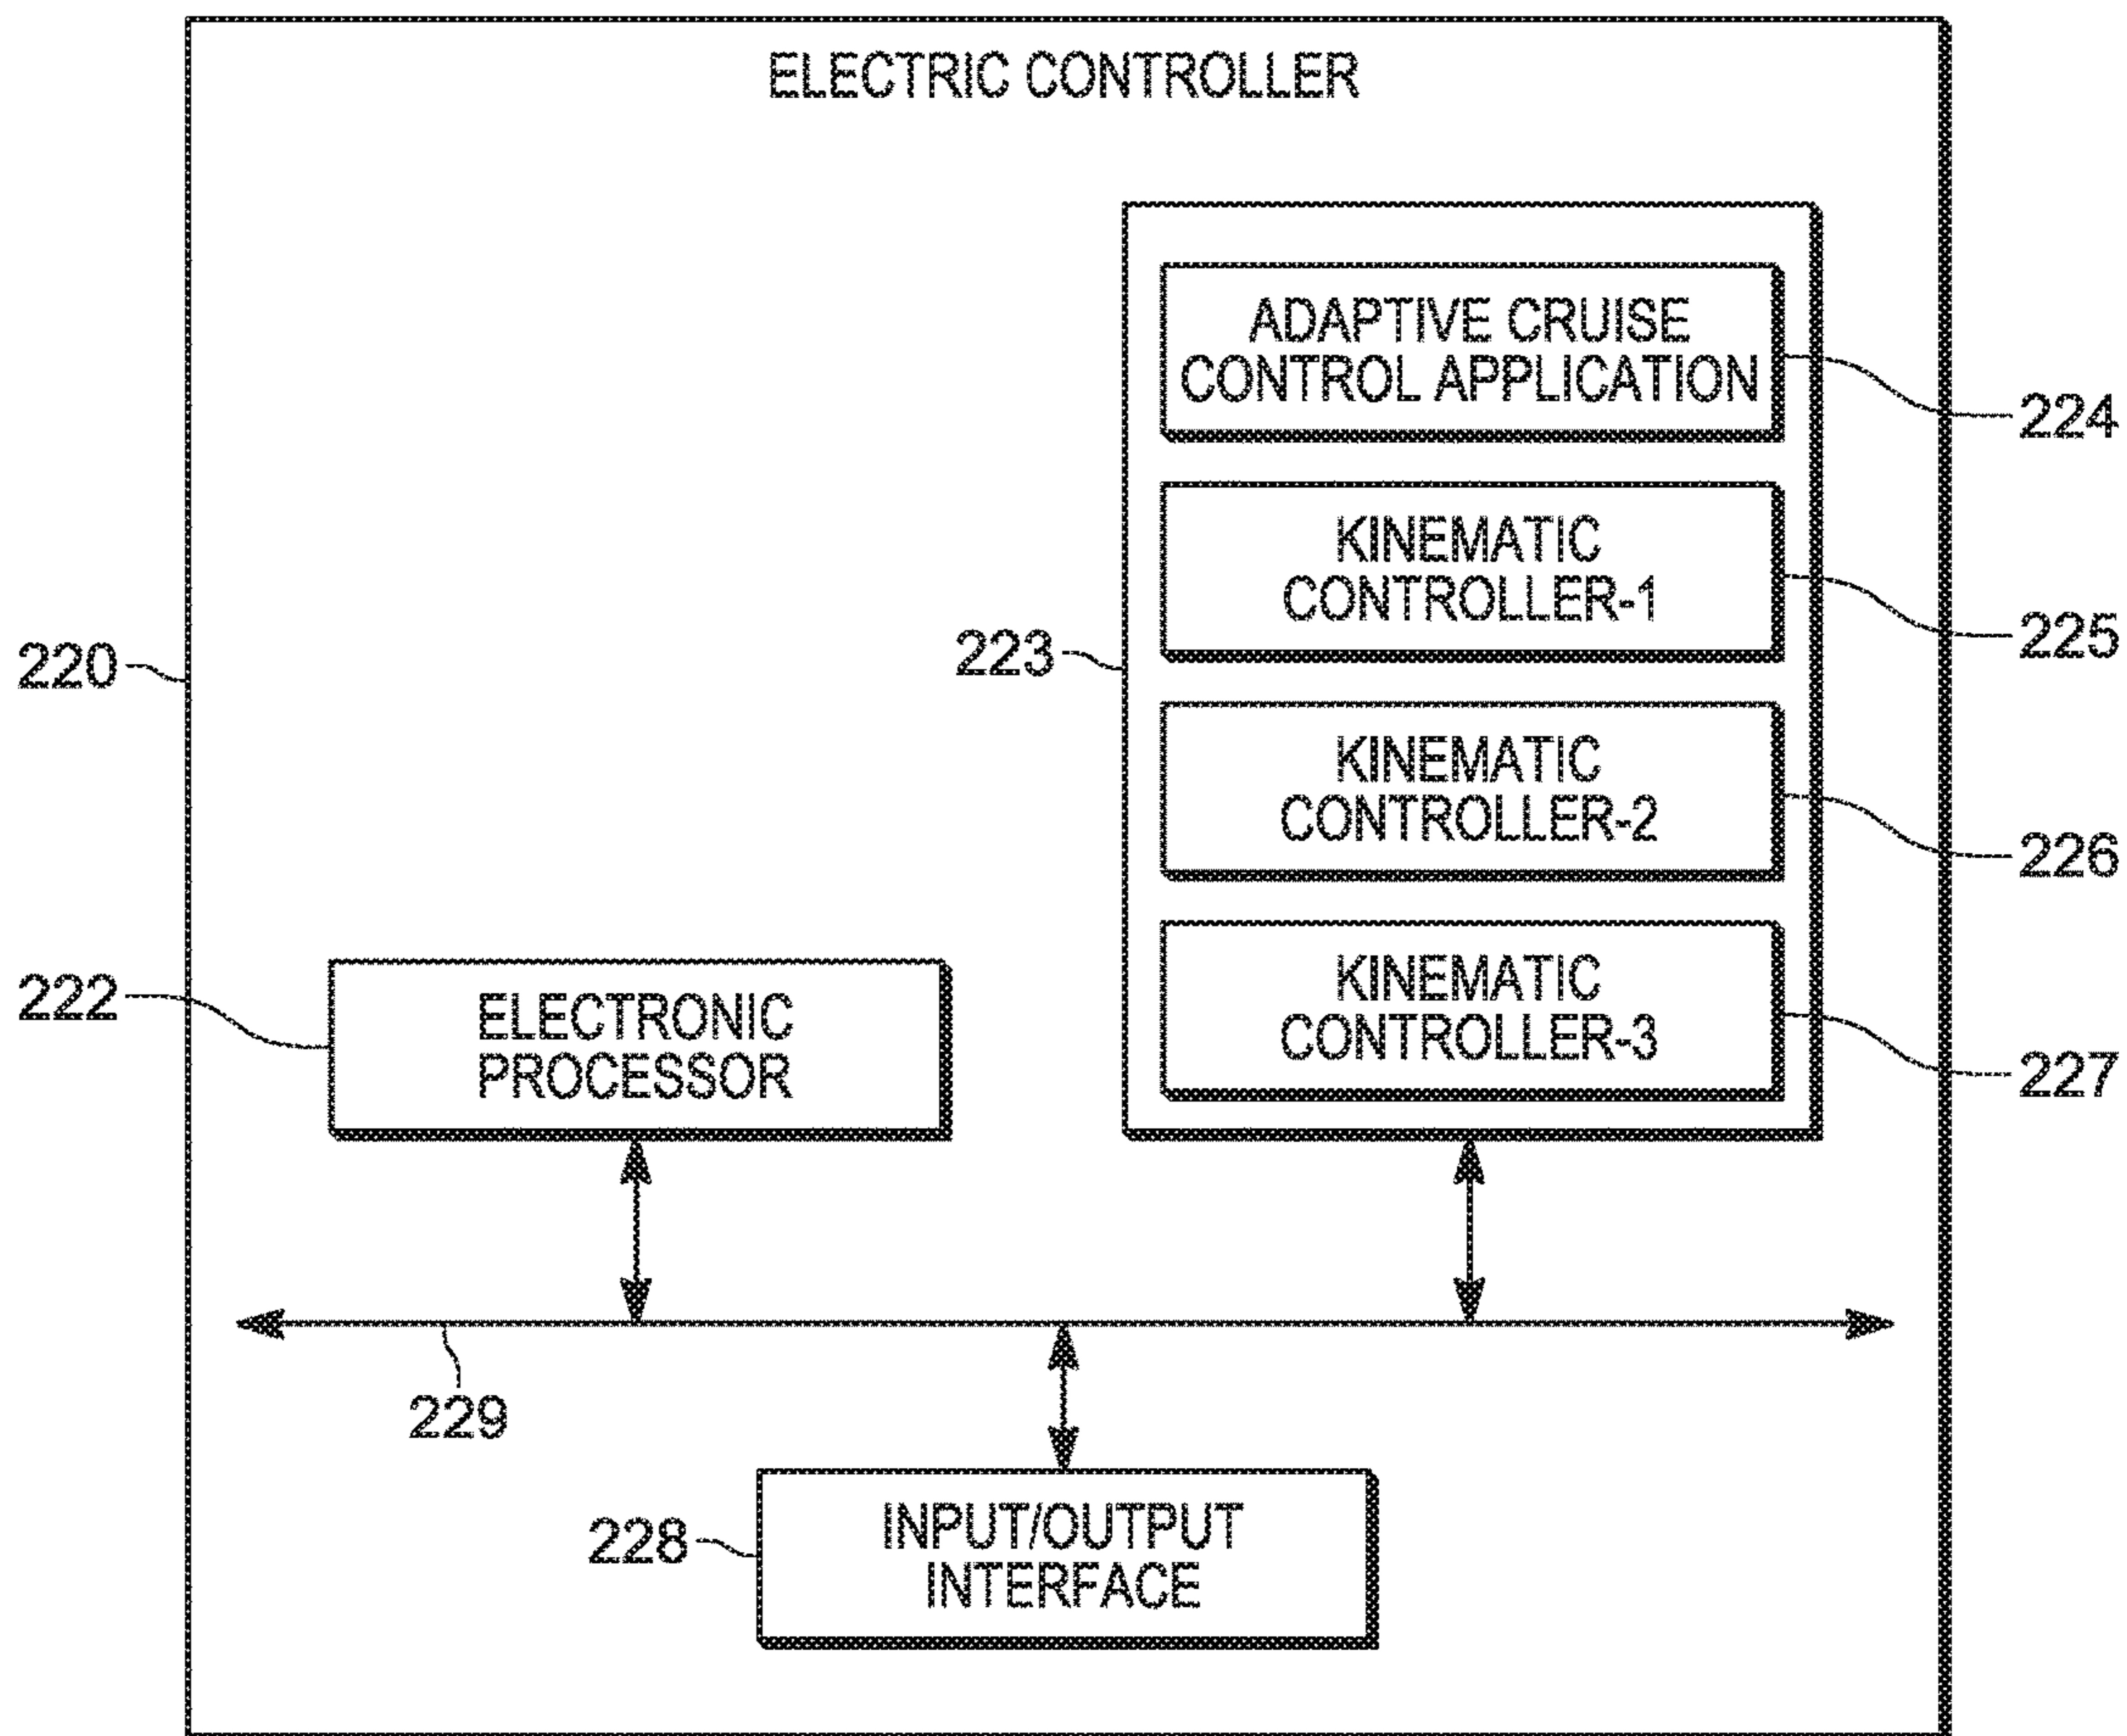 ELECTRIC CONTROLLER
ADAPTIVE CRUISE
CONTROL APPLICATION
224
KINEMATIC
CONTROLLER-1
225
223
220
KINEMATIC
CONTROLLER-2
226
KINEMATIC
CONTROLLER-3
227
222
ELECTRONIC
PROCESSOR
229
228
INPUT/OUTPUT
INTERFACE